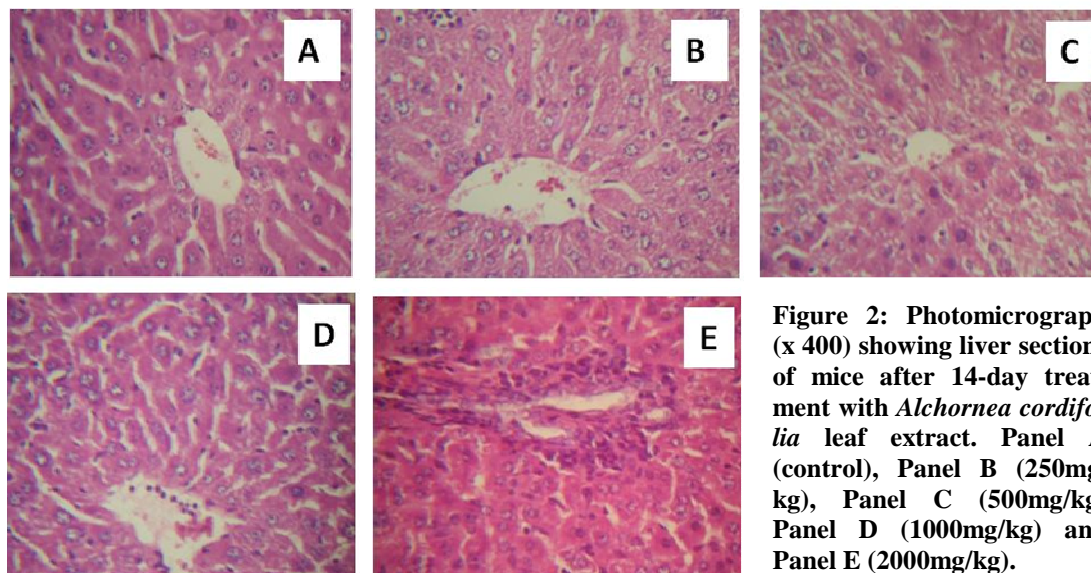 A
B
C
D
E
Figure 2: Photomicrograp
(x 400) showing liver section
of mice after 14-day treat
ment with Alchornea cordifo
lia leaf extract. Panel
(control), Panel B (250mg
kg), Panel C (500mg/kg
Panel D (1000mg/kg) an
Panel E (2000mg/kg).